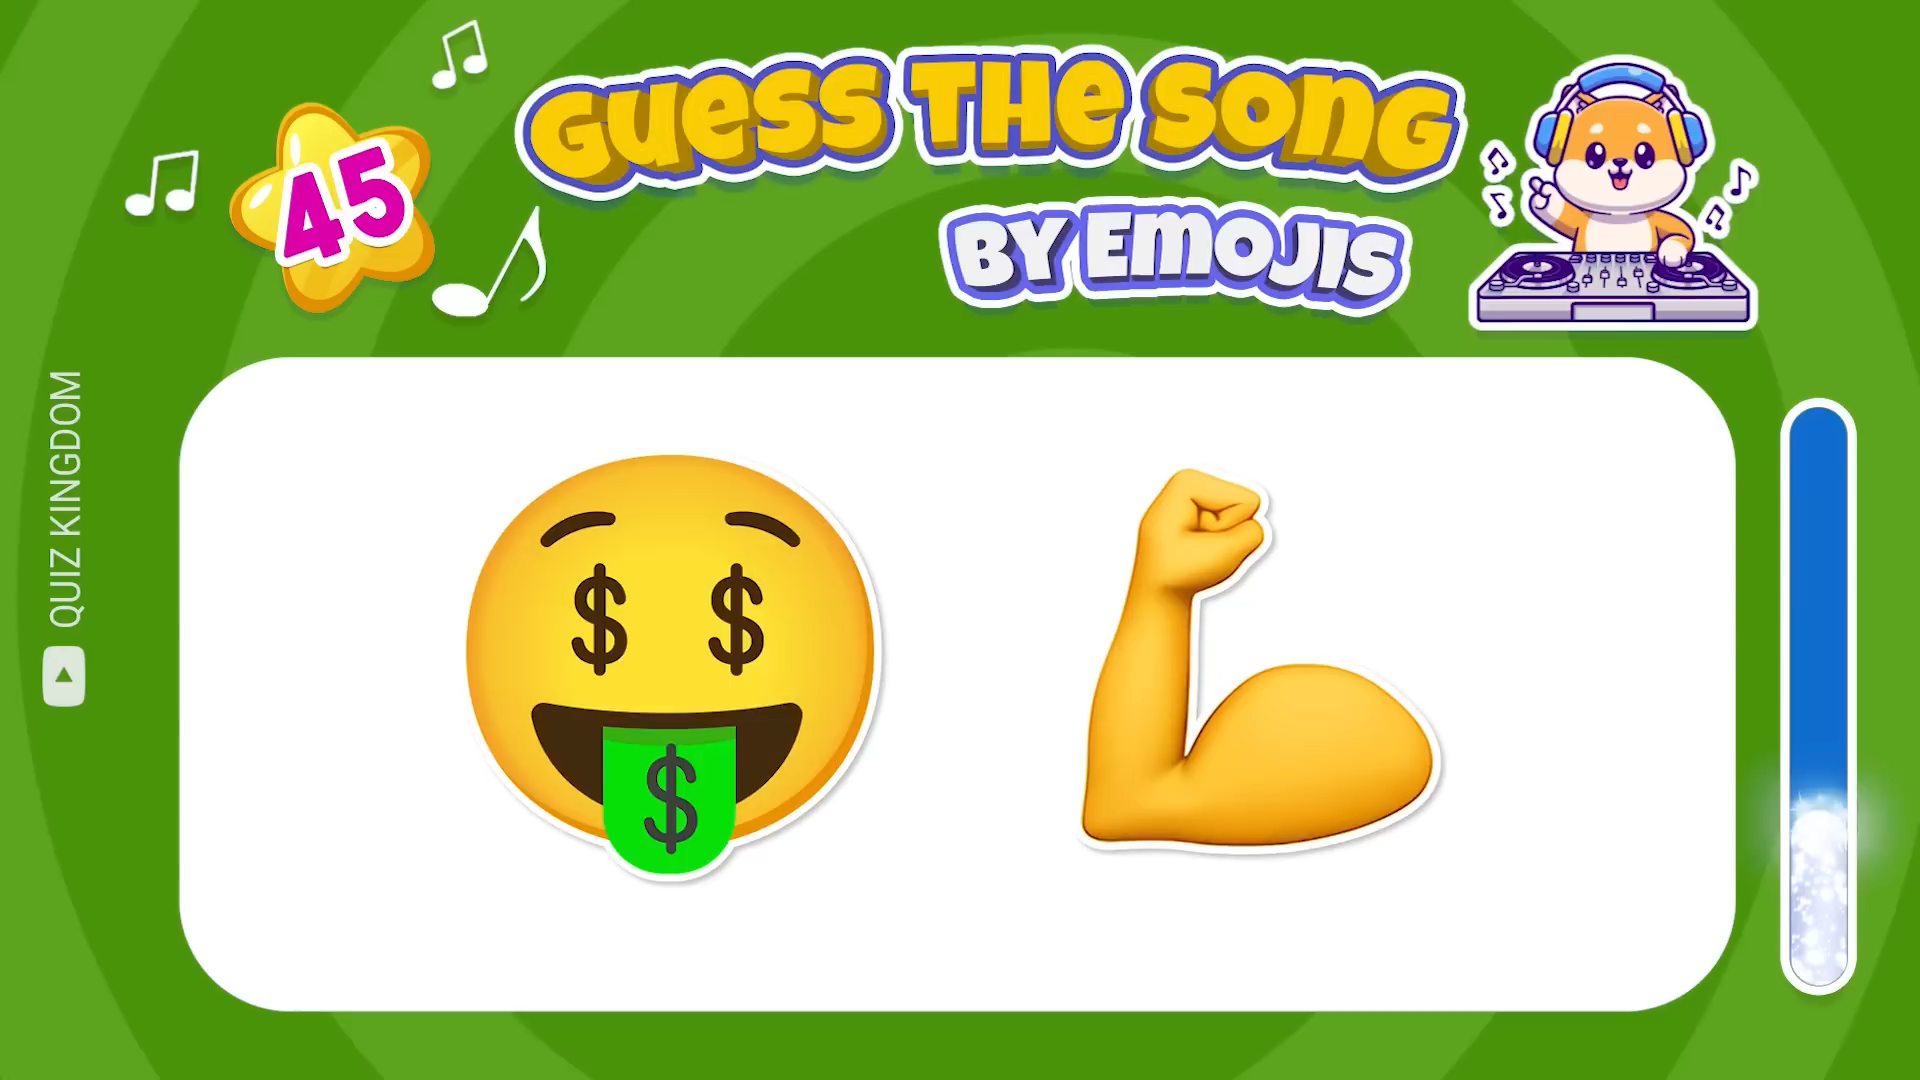 45
GUESS THE SONG
BY EMOJIS
QUIZ KINGDOM
$ $
$